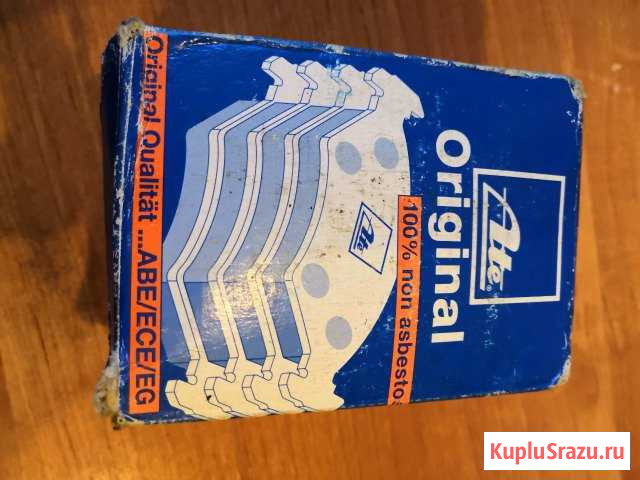 Ate
Original
100% non asbestos
Ate
Original Qualität ...ABE/ECE/EG
KupluSrazu.ru